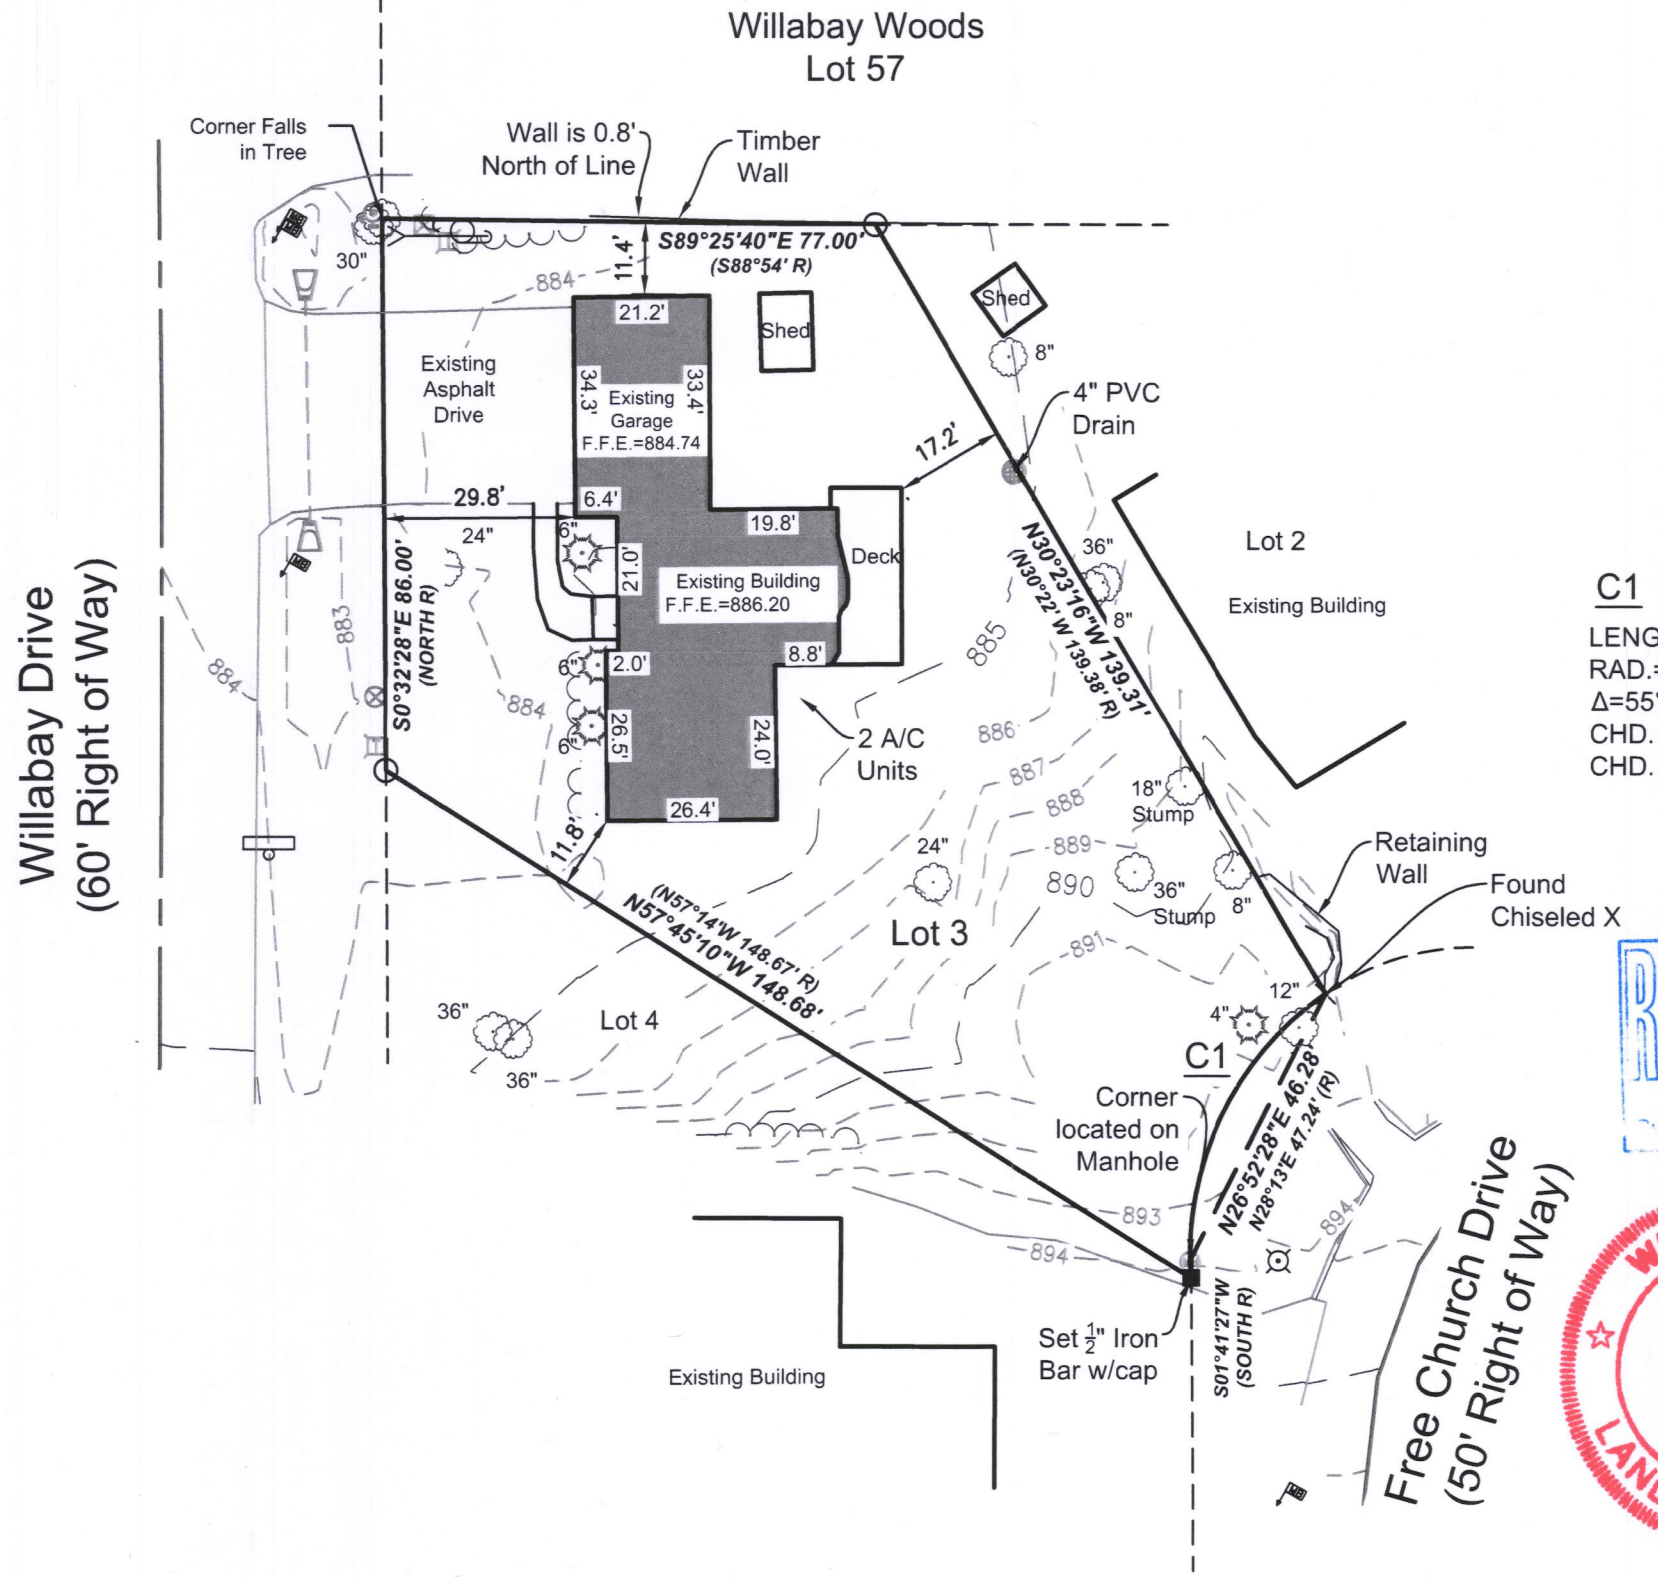 Willabay Woods
Lot 57
Corner Falls
in Tree
Wall is 0.8'
North of Line
Timber
Wall
30"
S89°25'40"E 77.00'
(S88°54' R)
11.4'
884
21.2'
Shed
Shed
8"
Existing
Asphalt
Drive
34.3'
33.4'
Existing
Garage
F.F.E.=884.74
4" PVC
Drain
17.2'
29.8'
6.4'
24"
6"
19.8'
21.0'
Deck
Existing Building
F.F.E.=886.20
36"
8"
Lot 2
Existing Building
N30°23'16"W 139.31'
(N30°22' W 139.38' R)
C1
LENG
RAD.=
Δ=55°
CHD.
CHD.
Willabay Drive
(60' Right of Way)
883
884
S0°32'28"E 86.00'
(NORTH R)
884
6"
2.0'
8.8'
885
886
887
888
889
890
891
26.5'
24.0'
6"
2 A/C
Units
26.4'
11.8'
18"
Stump
24"
36"
Stump
8"
Retaining
Wall
Found
Chiseled X
Lot 3
(N57°14'W 148.67' R)
N57°45'10"W 148.68'
36"
36"
Lot 4
12"
4"
C1
Corner
located on
Manhole
N26°52'28"E 46.28'
N28°13'E 47.24' (R)
893
894
894
Set 1/2" Iron
Bar w/cap
S01°41'27"W
(SOUTH R)
Existing Building
Free Church Drive
(50' Right of Way)
MB
MB
MB
R
W
LAN